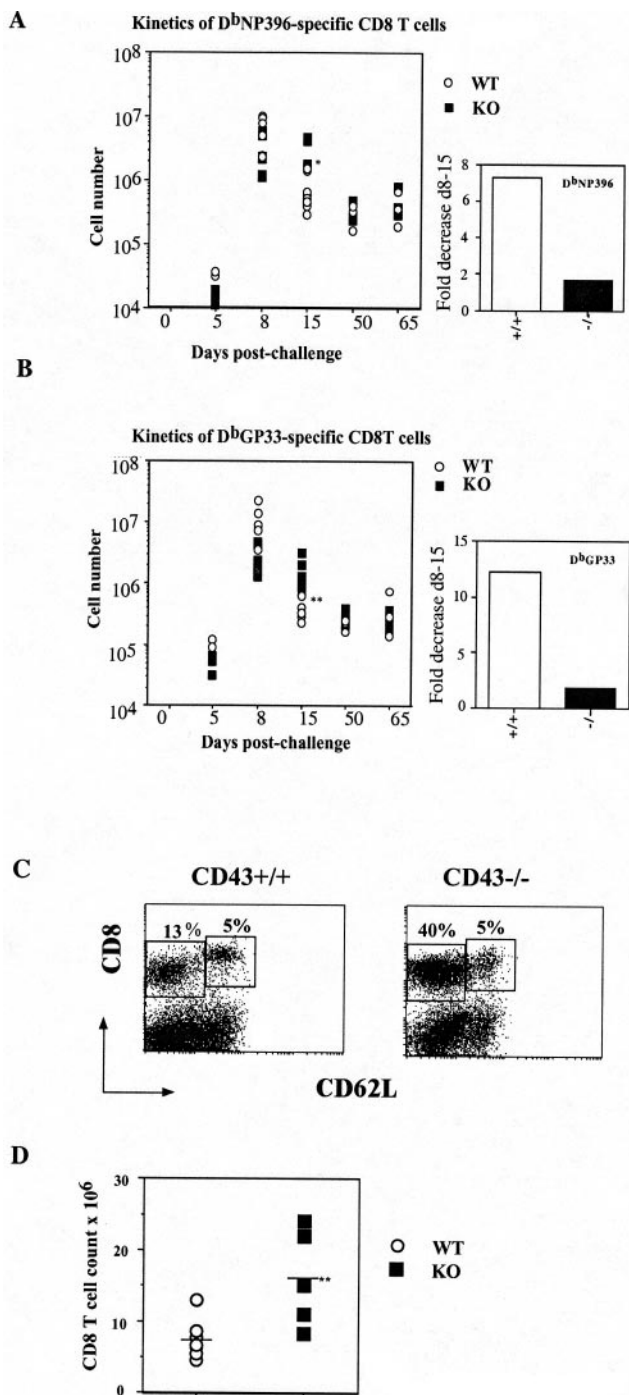 A
Kinetics of DbNP396-specific CD8 T cells
10^8
10^7
10^6
10^5
10^4
Cell number
*
0 5 8 15 50 65
Days post-challenge
WT
KO
Fold decrease d8-15
8
6
4
2
0
DbNP396
+/+ -/-
B
Kinetics of DbGP33-specific CD8T cells
10^8
10^7
10^6
10^5
10^4
Cell number
**
0 5 8 15 50 65
Days post-challenge
WT
KO
Fold decrease d8-15
15
10
5
0
DbGP33
+/+ -/-
C
CD43+/+ CD43-/-
13 % 5%
40% 5%
CD8
CD62L
D
CD8 T cell count x 10^6
30
20
10
0
**
WT
KO